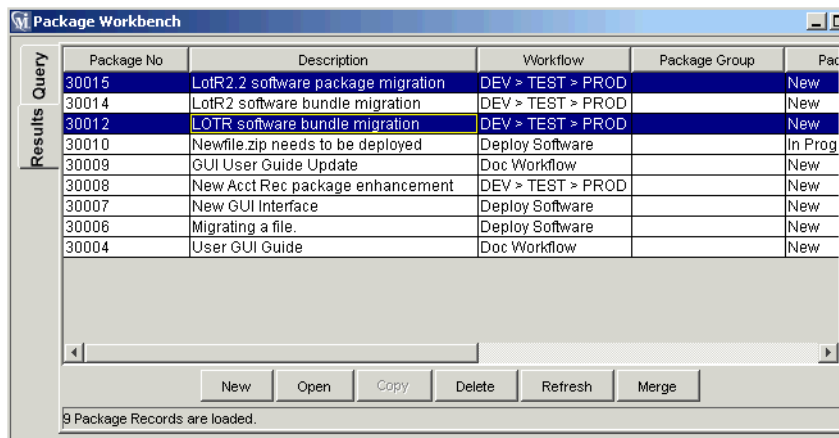 Package Workbench
Query
Results
Package No Description Workflow Package Group Pac
30015 LotR2.2 software package migration DEV > TEST > PROD New
30014 LotR2 software bundle migration DEV > TEST > PROD New
30012 LOTR software bundle migration DEV > TEST > PROD New
30010 Newfile.zip needs to be deployed Deploy Software In Prog
30009 GUI User Guide Update Doc Workflow New
30008 New Acct Rec package enhancement DEV > TEST > PROD New
30007 New GUI Interface Deploy Software New
30006 Migrating a file. Deploy Software New
30004 User GUI Guide Doc Workflow New
New Open Copy Delete Refresh Merge
9 Package Records are loaded.